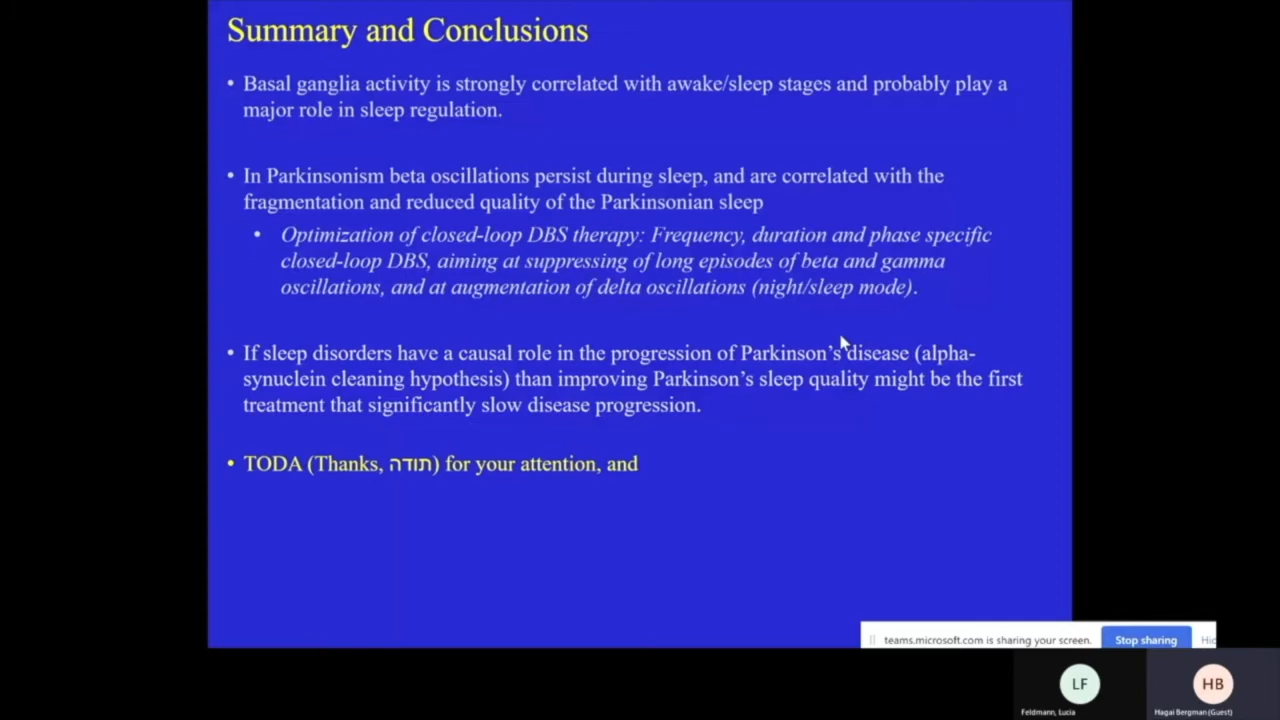 Summary and Conclusions
• Basal ganglia activity is strongly correlated with awake/sleep stages and probably play a
major role in sleep regulation.
• In Parkinsonism beta oscillations persist during sleep, and are correlated with the
fragmentation and reduced quality of the Parkinsonian sleep
• Optimization of closed-loop DBS therapy: Frequency, duration and phase specific
closed-loop DBS, aiming at suppressing of long episodes of beta and gamma
oscillations, and at augmentation of delta oscillations (night/sleep mode).
• If sleep disorders have a causal role in the progression of Parkinson’s disease (alpha-
synuclein cleaning hypothesis) than improving Parkinson’s sleep quality might be the first
treatment that significantly slow disease progression.
• TODA (Thanks, תודה) for your attention, and
teams.microsoft.com is sharing your screen. Stop sharing
LF HB
Feldmann, Lucia Hagai Bergman (Guest)